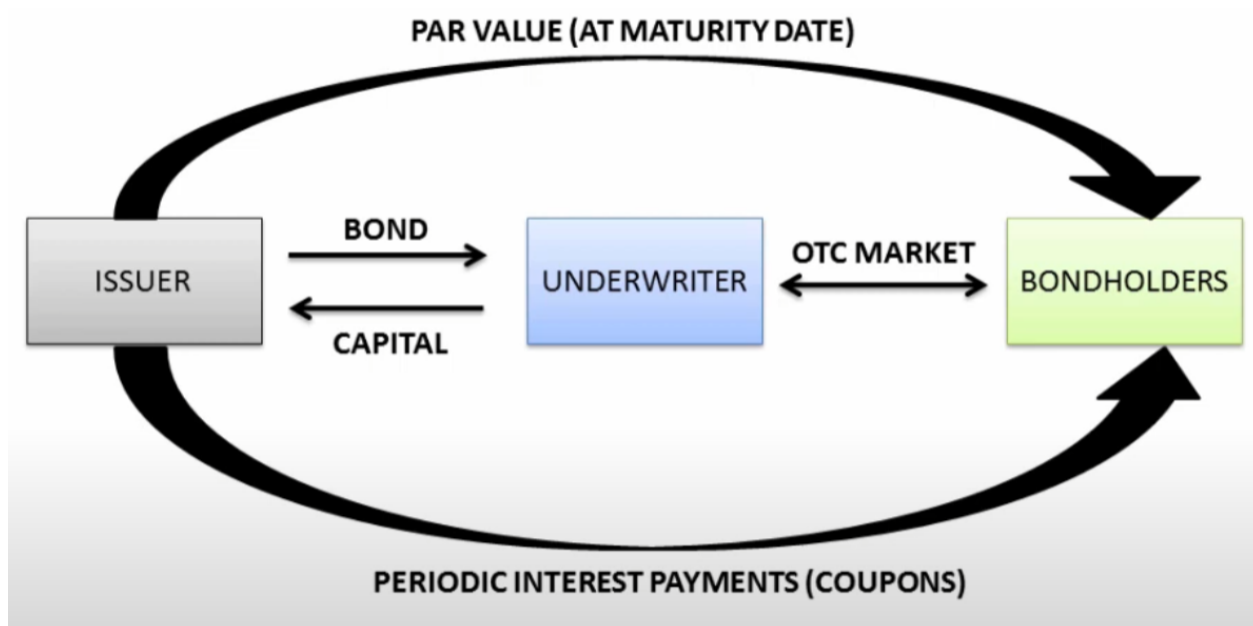 PAR VALUE (AT MATURITY DATE)
BOND
OTC MARKET
ISSUER
UNDERWRITER
BONDHOLDERS
CAPITAL
PERIODIC INTEREST PAYMENTS (COUPONS)